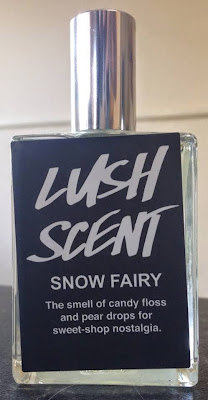 LUSH
SCENT
SNOW FAIRY
The smell of candy floss
and pear drops for
sweet-shop nostalgia.